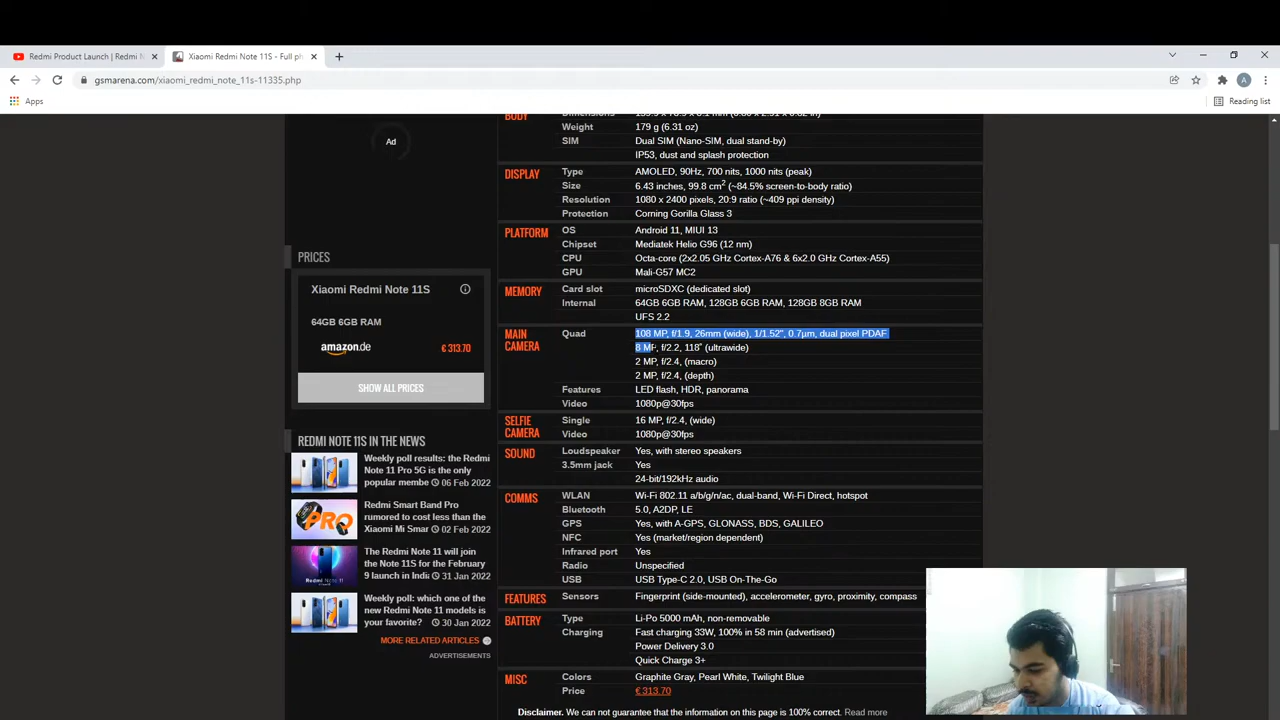 Redmi Product Launch | Redmi N
Xiaomi Redmi Note 11S - Full ph
gsmarena.com/xiaomi_redmi_note_11s-11335.php
A
Apps
Reading list
Ad
BODY
Weight 179 g (6.31 oz)
SIM Dual SIM (Nano-SIM, dual stand-by)
IP53, dust and splash protection
DISPLAY Type AMOLED, 90Hz, 700 nits, 1000 nits (peak)
Size 6.43 inches, 99.8 cm2 (~84.5% screen-to-body ratio)
Resolution 1080 x 2400 pixels, 20:9 ratio (~409 ppi density)
Protection Corning Gorilla Glass 3
PLATFORM OS Android 11, MIUI 13
Chipset Mediatek Helio G96 (12 nm)
CPU Octa-core (2x2.05 GHz Cortex-A76 & 6x2.0 GHz Cortex-A55)
GPU Mali-G57 MC2
MEMORY Card slot microSDXC (dedicated slot)
Internal 64GB 6GB RAM, 128GB 6GB RAM, 128GB 8GB RAM
UFS 2.2
MAIN CAMERA Quad 108 MP, f/1.9, 26mm (wide), 1/1.52", 0.7µm, dual pixel PDAF
8 MP, f/2.2, 118˚ (ultrawide)
2 MP, f/2.4, (macro)
2 MP, f/2.4, (depth)
Features LED flash, HDR, panorama
Video 1080p@30fps
SELFIE CAMERA Single 16 MP, f/2.4, (wide)
Video 1080p@30fps
SOUND Loudspeaker Yes, with stereo speakers
3.5mm jack Yes
24-bit/192kHz audio
COMMS WLAN Wi-Fi 802.11 a/b/g/n/ac, dual-band, Wi-Fi Direct, hotspot
Bluetooth 5.0, A2DP, LE
GPS Yes, with A-GPS, GLONASS, BDS, GALILEO
NFC Yes (market/region dependent)
Infrared port Yes
Radio Unspecified
USB USB Type-C 2.0, USB On-The-Go
FEATURES Sensors Fingerprint (side-mounted), accelerometer, gyro, proximity, compass
BATTERY Type Li-Po 5000 mAh, non-removable
Charging Fast charging 33W, 100% in 58 min (advertised)
Power Delivery 3.0
Quick Charge 3+
MISC Colors Graphite Gray, Pearl White, Twilight Blue
Price € 313.70
Disclaimer. We can not guarantee that the information on this page is 100% correct. Read more
PRICES
Xiaomi Redmi Note 11S
64GB 6GB RAM
amazon.de € 313.70
SHOW ALL PRICES
REDMI NOTE 11S IN THE NEWS
Weekly poll results: the Redmi
Note 11 Pro 5G is the only
popular membe 06 Feb 2022
Redmi Smart Band Pro
rumored to cost less than the
Xiaomi Mi Smar 02 Feb 2022
PRO
The Redmi Note 11 will join
the Note 11S for the February
9 launch in Indi 31 Jan 2022
Redmi Note 11S
Weekly poll: which one of the
new Redmi Note 11 models is
your favorite? 30 Jan 2022
MORE RELATED ARTICLES
ADVERTISEMENTS